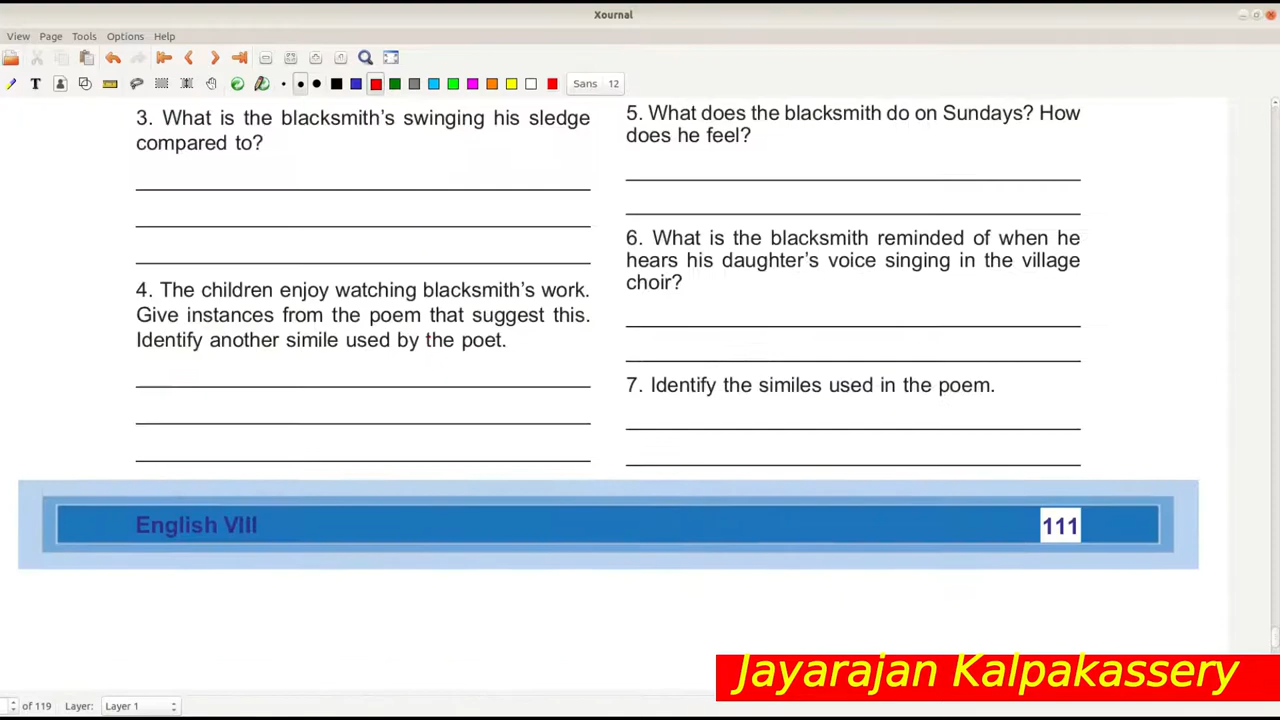 Xournal
View Page Tools Options Help
T
Sans 12
3. What is the blacksmith's swinging his sledge
compared to?
4. The children enjoy watching blacksmith's work.
Give instances from the poem that suggest this.
Identify another simile used by the poet.
5. What does the blacksmith do on Sundays? How
does he feel?
6. What is the blacksmith reminded of when he
hears his daughter's voice singing in the village
choir?
7. Identify the similes used in the poem.
English VIII
111
Jayarajan Kalpakassery
of 119 Layer: Layer 1